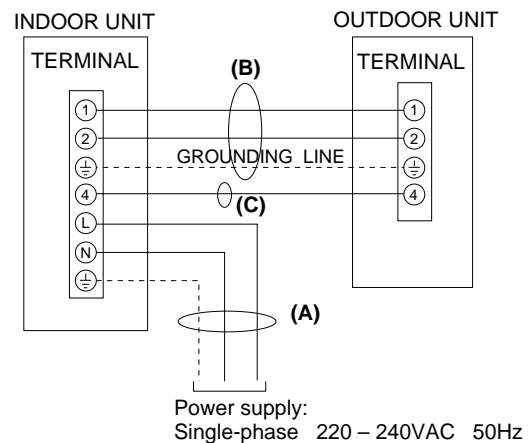 INDOOR UNIT
OUTDOOR UNIT
TERMINAL
(B)
TERMINAL
1
1
2
2
GROUNDING LINE
4
4
(C)
L
N
(A)
Power supply:
Single-phase 220 – 240VAC 50Hz